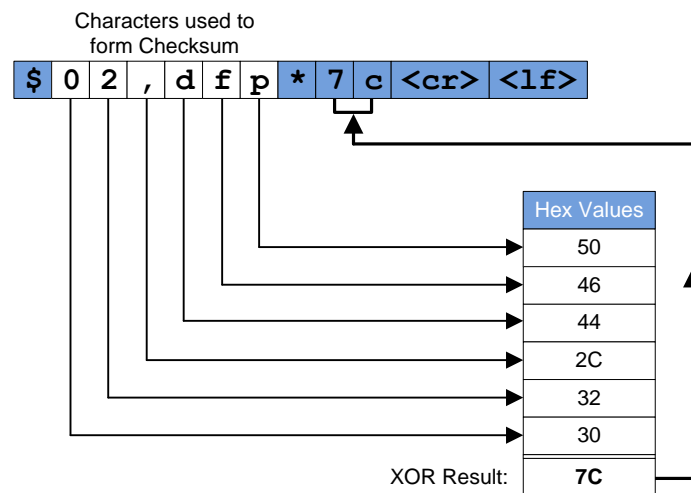 Characters used to
form Checksum
$ 0 2 , d f p * 7 c <cr> <lf>
Hex Values
50
46
44
2C
32
30
XOR Result: 7C